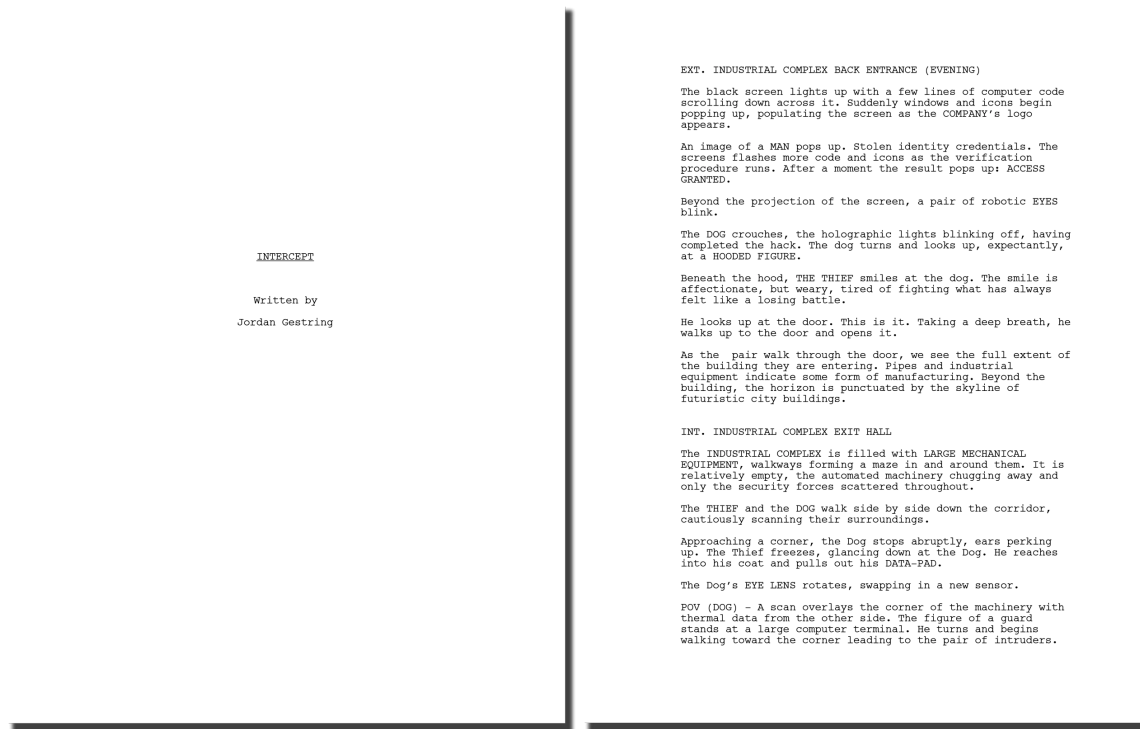 INTERCEPT
Written by
Jordan Gestring
EXT. INDUSTRIAL COMPLEX BACK ENTRANCE (EVENING)
The black screen lights up with a few lines of computer code
scrolling down across it. Suddenly windows and icons begin
popping up, populating the screen as the COMPANY's logo
appears.
An image of a MAN pops up. Stolen identity credentials. The
screens flashes more code and icons as the verification
procedure runs. After a moment the result pops up: ACCESS
GRANTED.
Beyond the projection of the screen, a pair of robotic EYES
blink.
The DOG crouches, the holographic lights blinking off, having
completed the hack. The dog turns and looks up, expectantly,
at a HOODED FIGURE.
Beneath the hood, THE THIEF smiles at the dog. The smile is
affectionate, but weary, tired of fighting what has always
felt like a losing battle.
He looks up at the door. This is it. Taking a deep breath, he
walks up to the door and opens it.
As the  pair walk through the door, we see the full extent of
the building they are entering. Pipes and industrial
equipment indicate some form of manufacturing. Beyond the
building, the horizon is punctuated by the skyline of
futuristic city buildings.
INT. INDUSTRIAL COMPLEX EXIT HALL
The INDUSTRIAL COMPLEX is filled with LARGE MECHANICAL
EQUIPMENT, walkways forming a maze in and around them. It is
relatively empty, the automated machinery chugging away and
only the security forces scattered throughout.
The THIEF and the DOG walk side by side down the corridor,
cautiously scanning their surroundings.
Approaching a corner, the Dog stops abruptly, ears perking
up. The Thief freezes, glancing down at the Dog. He reaches
into his coat and pulls out his DATA-PAD.
The Dog's EYE LENS rotates, swapping in a new sensor.
POV (DOG) - A scan overlays the corner of the machinery with
thermal data from the other side. The figure of a guard
stands at a large computer terminal. He turns and begins
walking toward the corner leading to the pair of intruders.